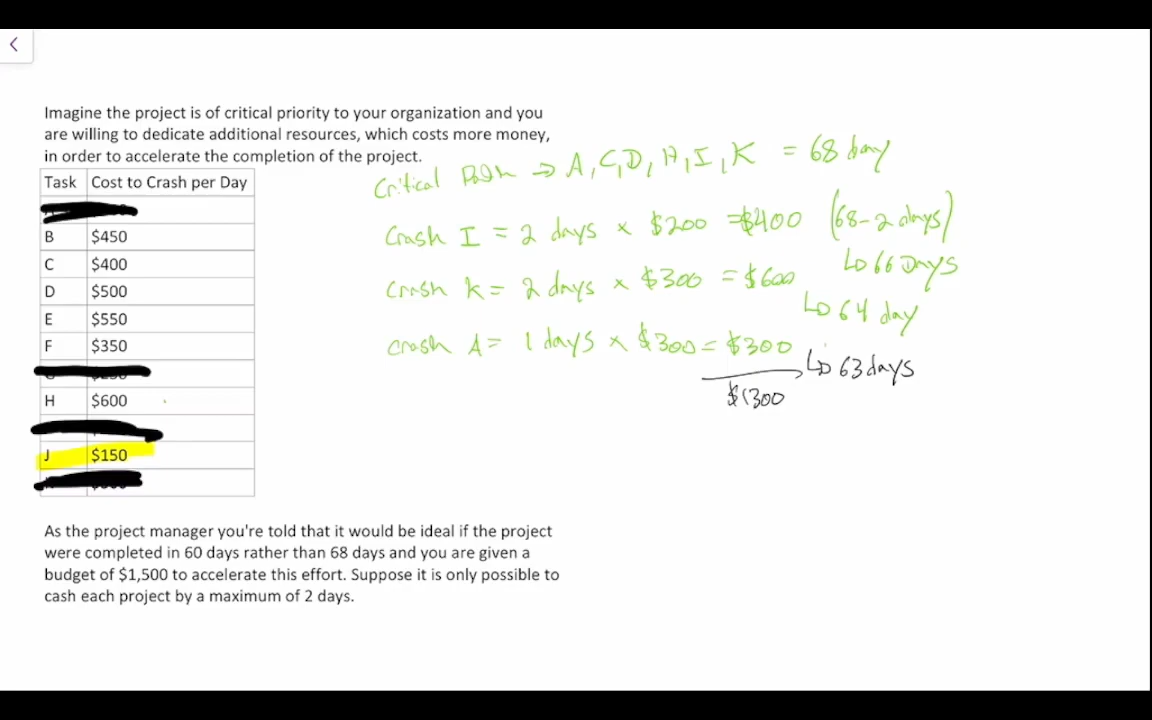 Imagine the project is of critical priority to your organization and you
are willing to dedicate additional resources, which costs more money,
in order to accelerate the completion of the project.
Task Cost to Crash per Day
B $450
C $400
D $500
E $550
F $350
H $600
J $150
As the project manager you're told that it would be ideal if the project
were completed in 60 days rather than 68 days and you are given a
budget of $1,500 to accelerate this effort. Suppose it is only possible to
cash each project by a maximum of 2 days.
Critical Path → A, C, D, H, I, K = 68 day
Crash I = 2 days × $200 = $400 (68-2 days)
↳ 66 Days
Crash K = 2 days × $300 = $600
↳ 64 day
Crash A = 1 days × $300 = $300
↳ 63 days
$1300